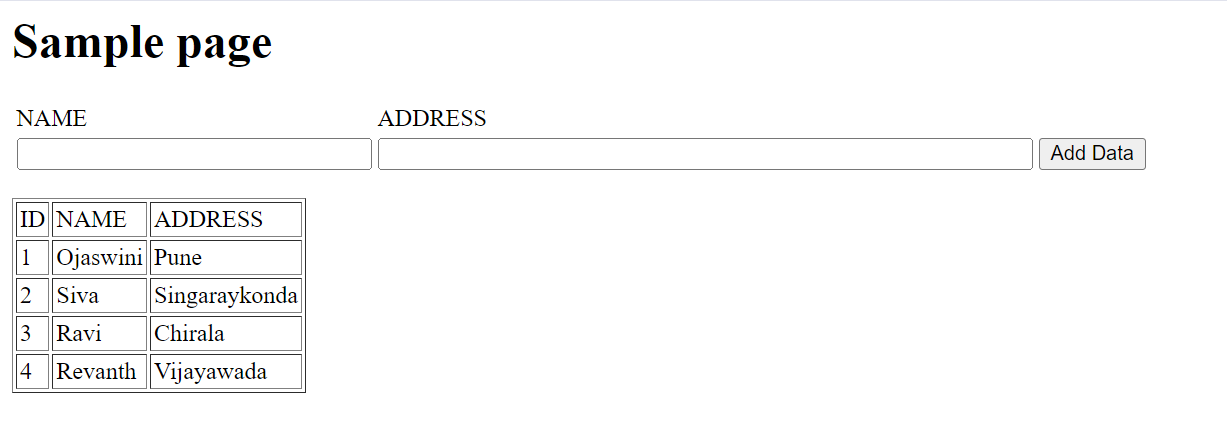 Sample page
NAME ADDRESS
Add Data
ID NAME ADDRESS
1 Ojaswini Pune
2 Siva Singaraykonda
3 Ravi Chirala
4 Revanth Vijayawada